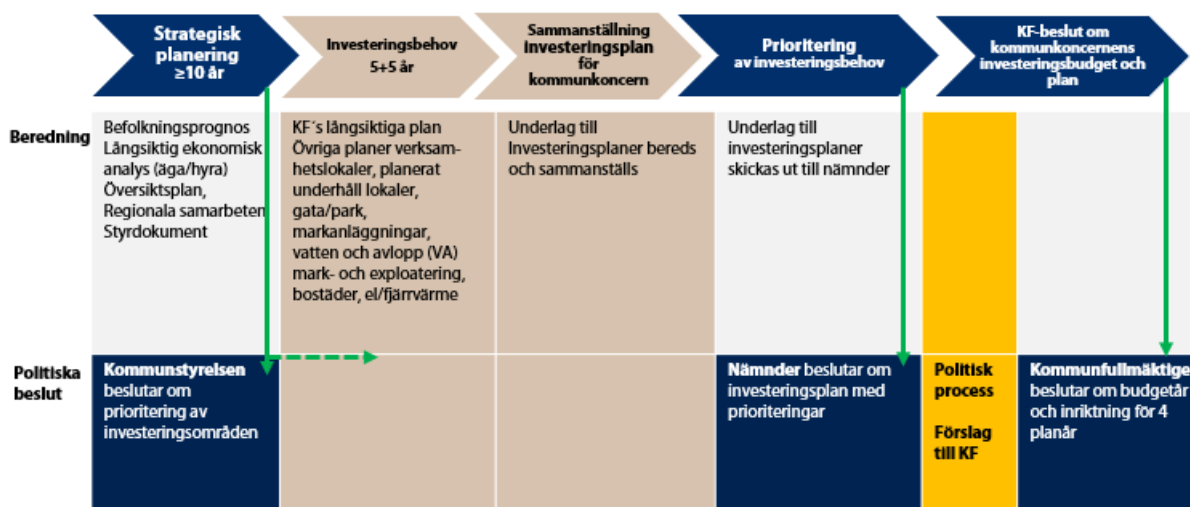 Strategisk
planering
≥10 år
Investeringsbehov
5+5 år
Sammanställning
investeringsplan
för
kommunkoncern
Prioritering
av investeringsbehov
KF-beslut om
kommunkoncernens
investeringsbudget och
plan
Beredning
Befolkningsprognos
Långsiktig ekonomisk
analys (äga/hyra)
Översiktsplan,
Regionala samarbeten
Styrdokument
KF´s långsiktiga plan
Övriga planer verksam-
hetslokaler, planerat
underhåll lokaler,
gata/park,
markanläggningar,
vatten och avlopp (VA)
mark- och exploatering,
bostäder, el/fjärrvärme
Underlag till
Investeringsplaner bereds
och sammanställs
Underlag till
investeringsplaner
skickas ut till nämnder
Politiska
beslut
Kommunstyrelsen
beslutar om
prioritering av
investeringsområden
Nämnder beslutar om
investeringsplan med
prioriteringar
Politisk
process
Förslag
till KF
Kommunfullmäktige
beslutar om budgetår
och inriktning för 4
planår